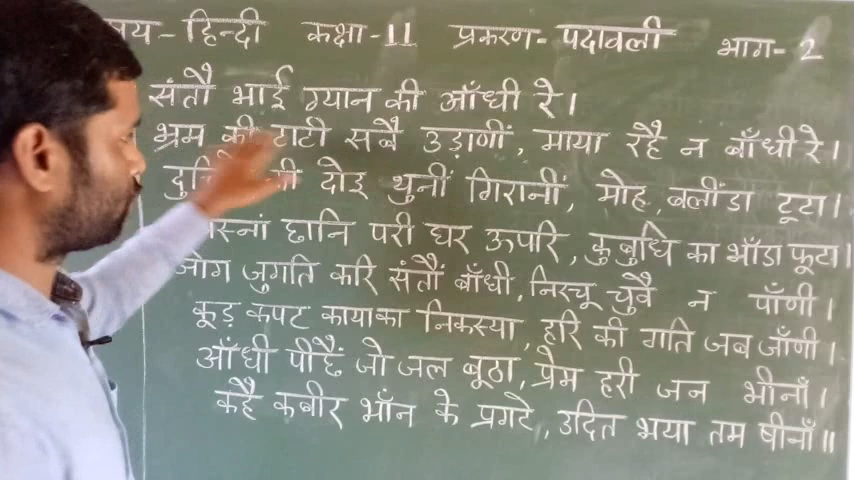 हिन्दी कक्षा-11 प्रकरण-पदावली भाग-2
संतौ भाई ग्यान की आँधी रे।
भ्रम की टाटी सबै उड़ाणीं, माया रहै न बाँधी रे।
दोइ थुनीं गिरानीं, मोह बलींडा टूटा।
छानि परी घर ऊपरि, कुबुधि का भाँडा फूटा।
जोग जुगति करि संतौं बाँधी, निरचू चुवै न पाँणी।
कूड़ कपट कायाका निकस्या, हरि की गति जब जाँणी।
आँधी पीछैं जो जल बूठा, प्रेम हरी जन भीनाँ।
कहै कबीर भाँन के प्रगटे, उदित भया तम षीनाँ॥